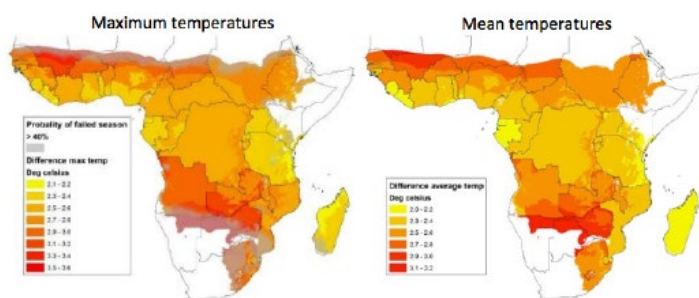 Maximum temperatures
Mean temperatures
Probality of failed season
> 40%
Difference max temp
Deg celsius
2.1 - 2.2
2.3 - 2.4
2.5 - 2.6
2.7 - 2.8
2.9 - 3.0
3.1 - 3.2
3.3 - 3.4
3.5 - 3.6
Difference average temp
Deg celsius
2.0 - 2.2
2.3 - 2.4
2.5 - 2.6
2.7 - 2.8
2.9 - 3.0
3.1 - 3.2